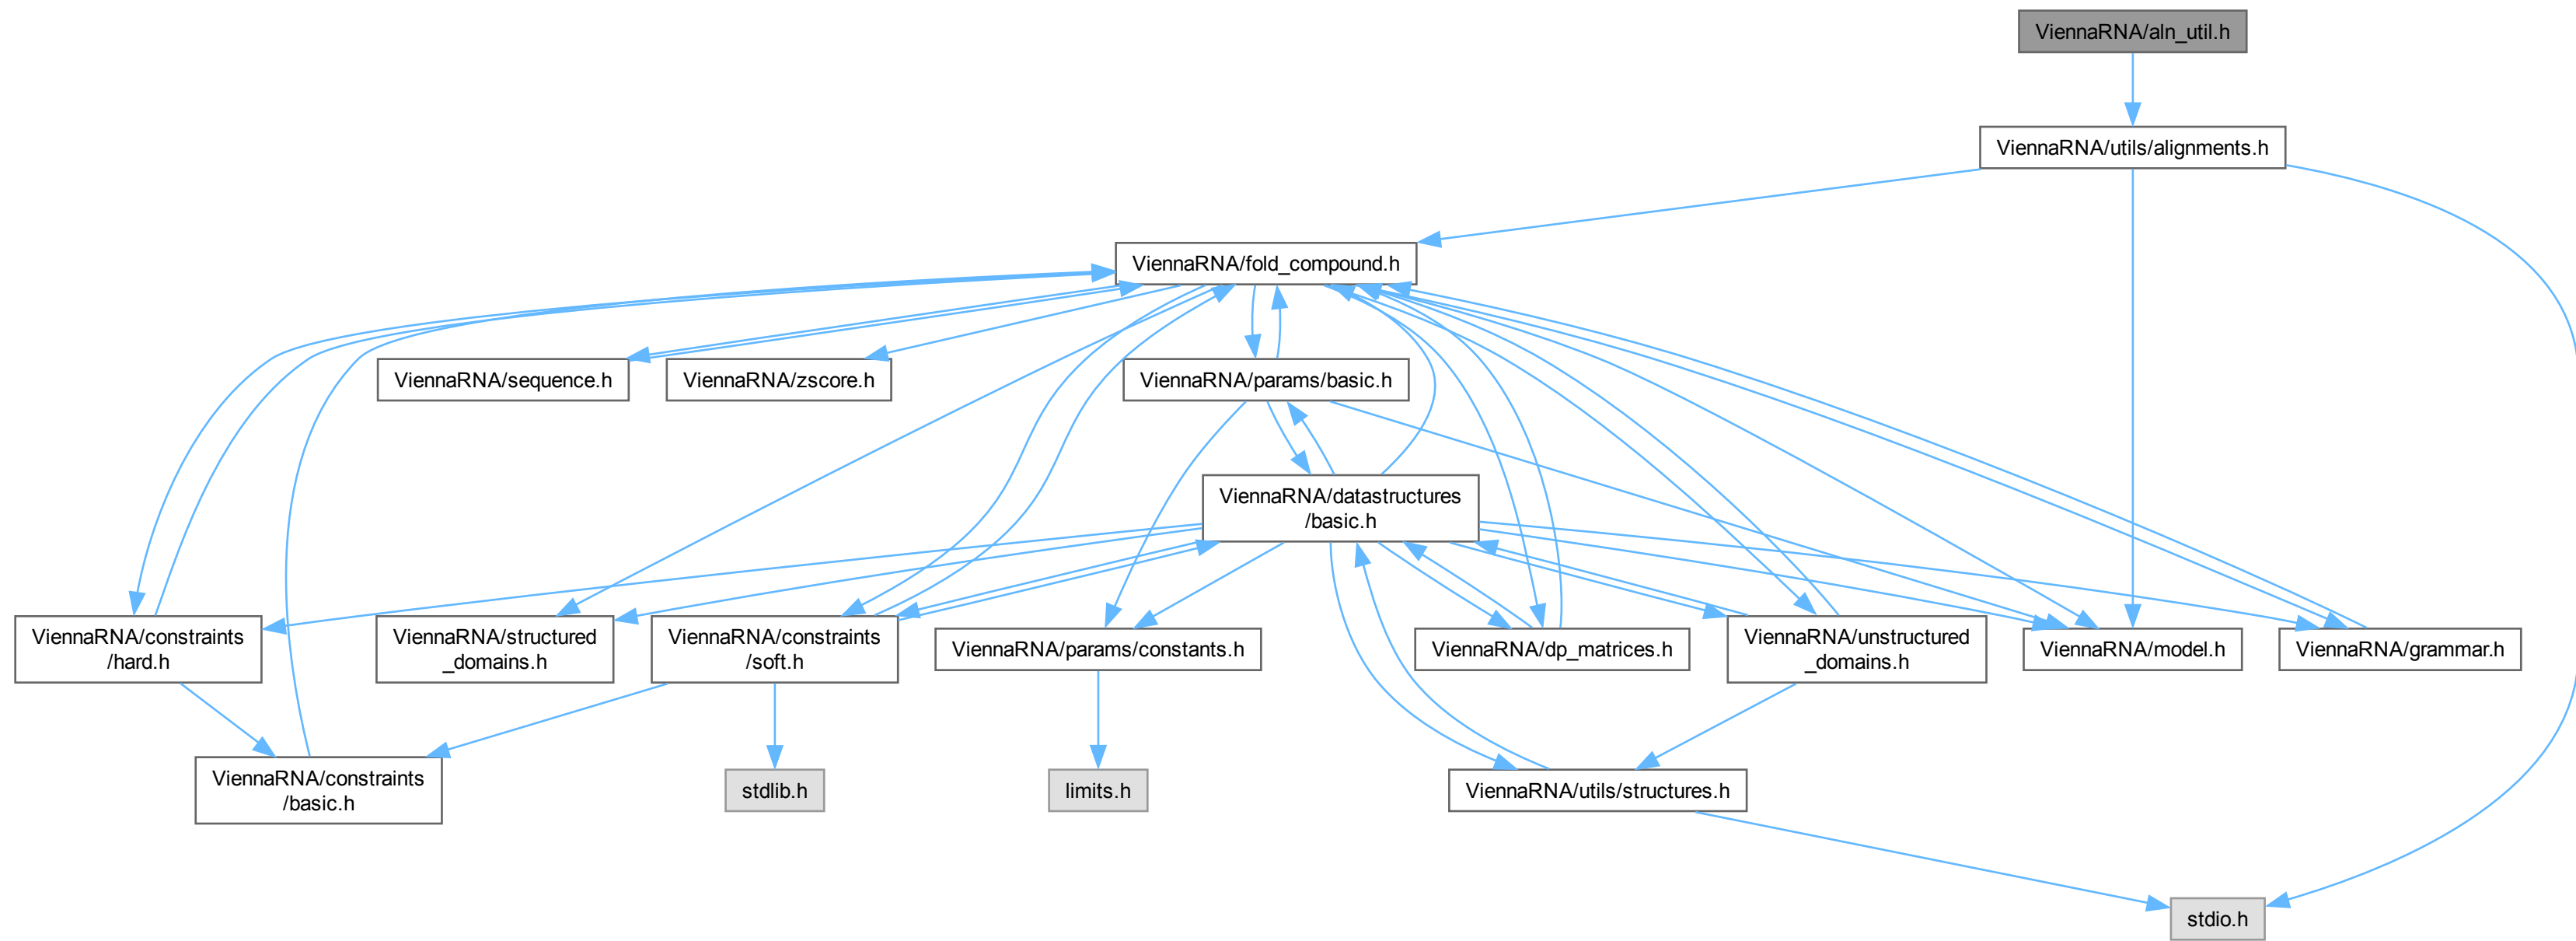 ViennaRNA/aln_util.h
ViennaRNA/utils/alignments.h
ViennaRNA/fold_compound.h
ViennaRNA/sequence.h
ViennaRNA/zscore.h
ViennaRNA/params/basic.h
ViennaRNA/datastructures
/basic.h
ViennaRNA/constraints
/hard.h
ViennaRNA/structured
_domains.h
ViennaRNA/constraints
/soft.h
ViennaRNA/params/constants.h
ViennaRNA/dp_matrices.h
ViennaRNA/unstructured
_domains.h
ViennaRNA/model.h
ViennaRNA/grammar.h
ViennaRNA/constraints
/basic.h
stdlib.h
limits.h
ViennaRNA/utils/structures.h
stdio.h